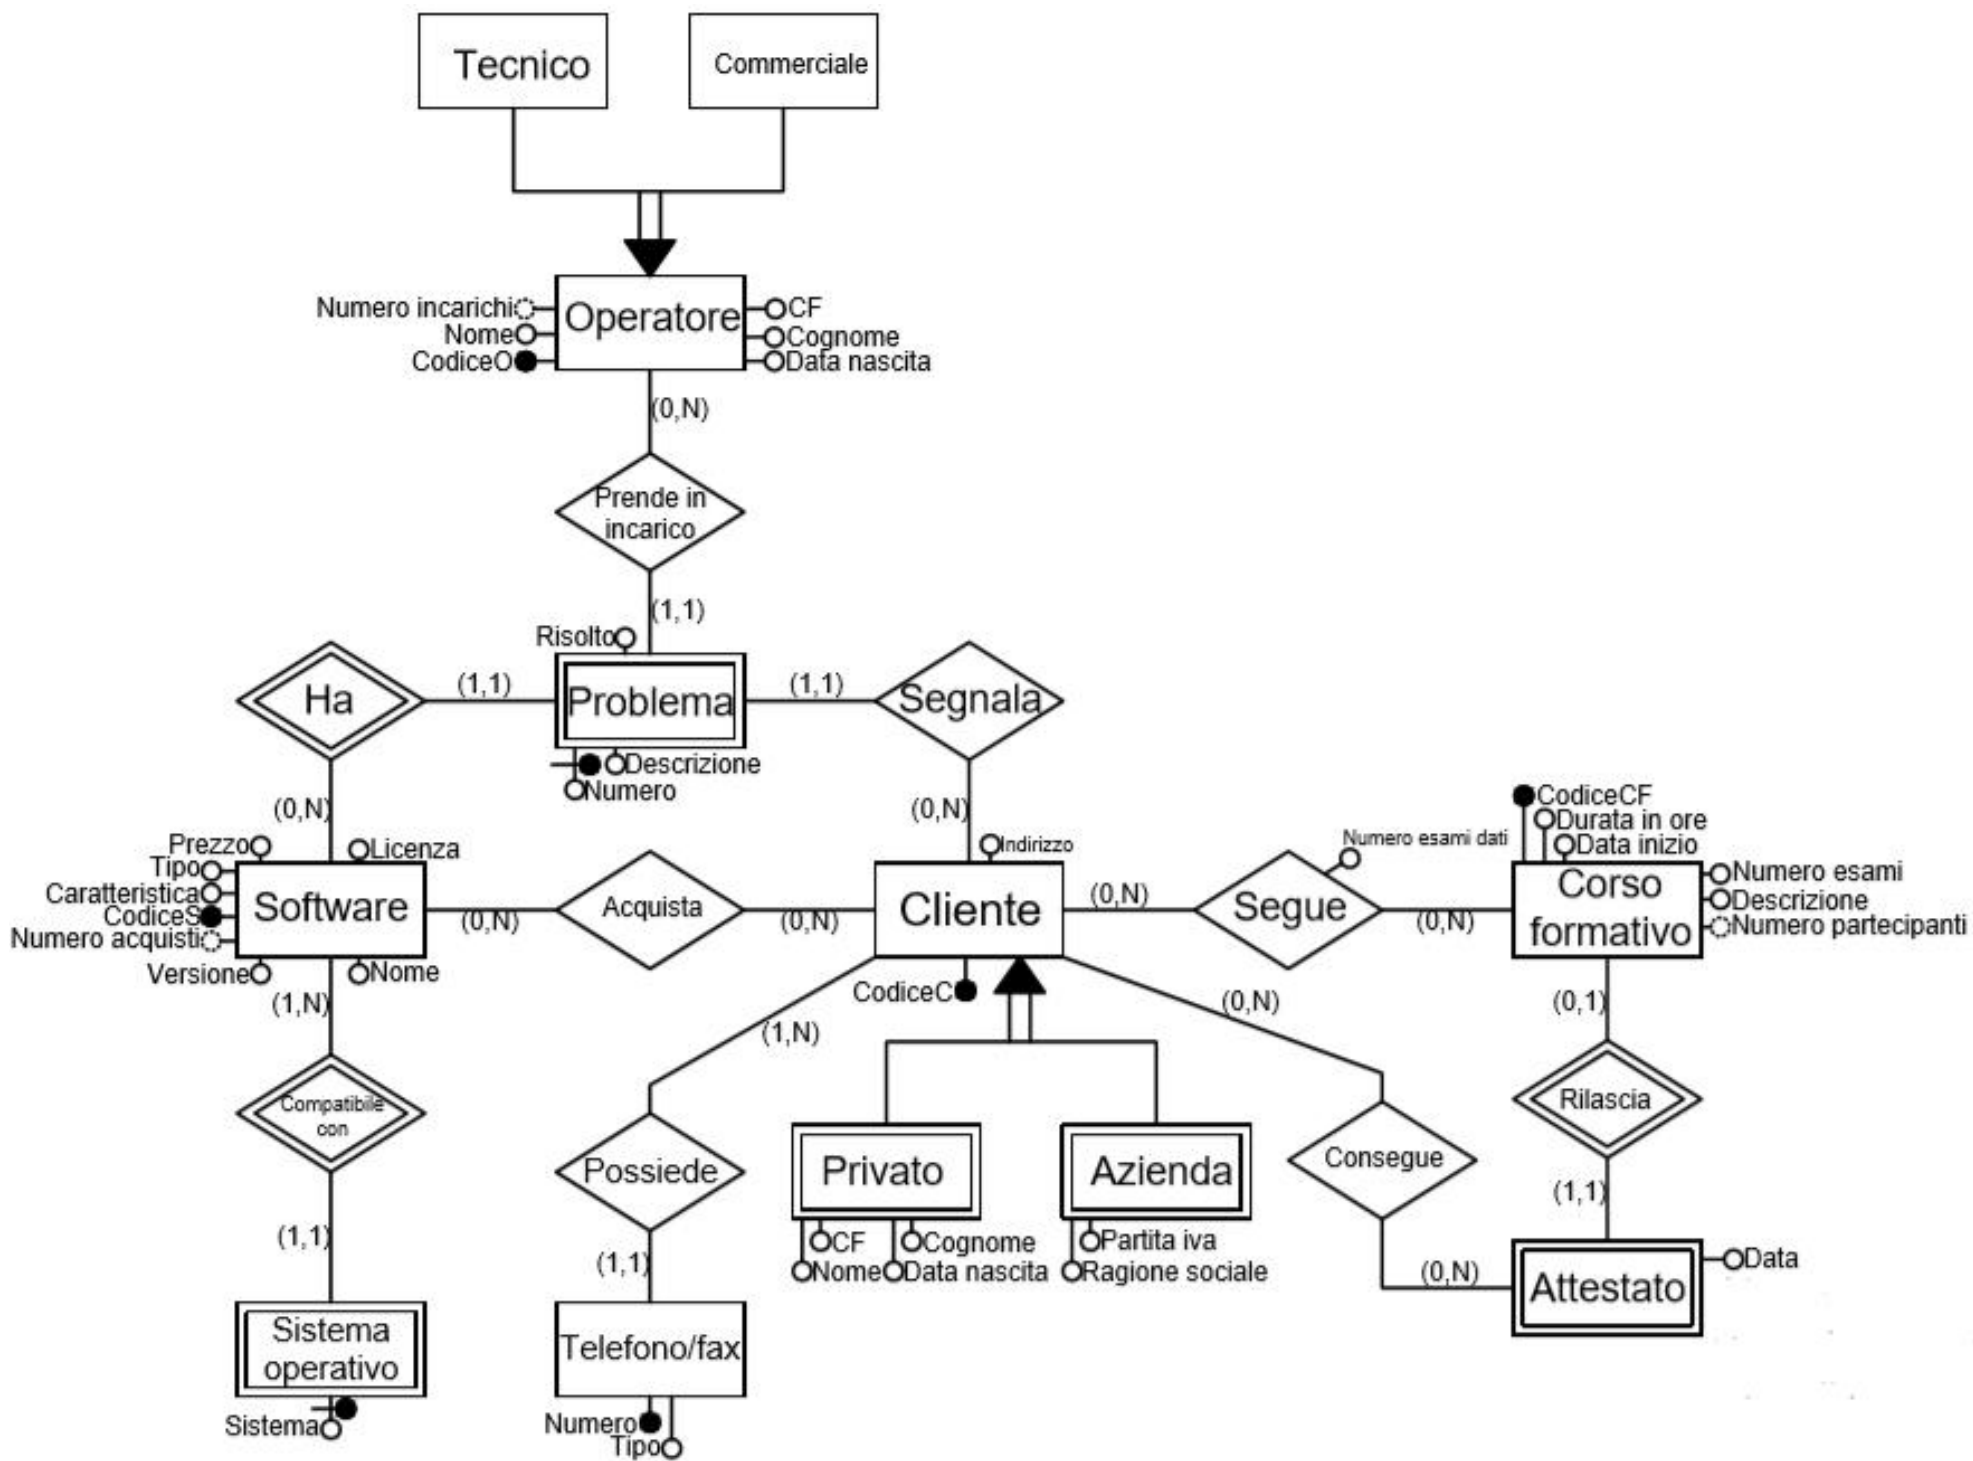 Tecnico
Commerciale
Numero incarichi
Nome
CodiceO
Operatore
CF
Cognome
Data nascita
(0,N)
Prende in
incarico
(1,1)
Risolto
Ha
(1,1)
Problema
(1,1)
Segnala
Descrizione
Numero
(0,N)
(0,N)
Prezzo
Tipo
Caratteristica
CodiceS
Numero acquisti
Versione
Licenza
Software
Nome
(0,N)
Acquista
(0,N)
Indirizzo
Cliente
CodiceC
(0,N)
Numero esami dati
Segue
(0,N)
CodiceCF
Durata in ore
Data inizio
Corso
formativo
Numero esami
Descrizione
Numero partecipanti
(1,N)
(1,N)
(0,N)
(0,1)
Compatibile
con
Possiede
Privato
Azienda
Consegue
Rilascia
(1,1)
(1,1)
CF
Cognome
Nome
Data nascita
Partita iva
Ragione sociale
(0,N)
(1,1)
Attestato
Data
Sistema
operativo
Sistema
Telefono/fax
Numero
Tipo